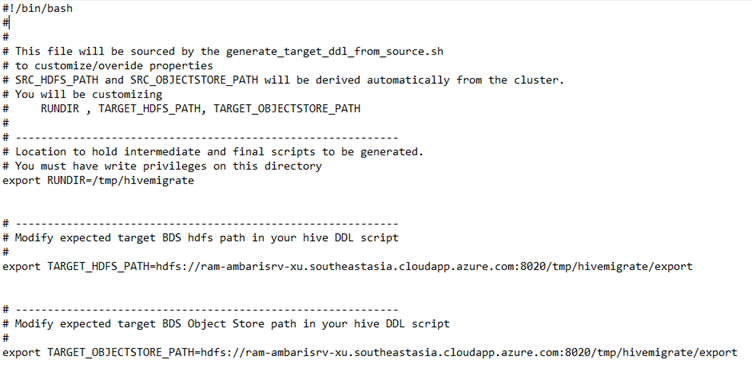 #!/bin/bash
#
#
# This file will be sourced by the generate_target_ddl_from_source.sh
# to customize/overide properties
# SRC_HDFS_PATH and SRC_OBJECTSTORE_PATH will be derived automatically from the cluster.
# You will be customizing
#     RUNDIR , TARGET_HDFS_PATH, TARGET_OBJECTSTORE_PATH
#
# ------------------------------------------------------------
# Location to hold intermediate and final scripts to be generated.
# You must have write privileges on this directory
export RUNDIR=/tmp/hivemigrate
# ------------------------------------------------------------
# Modify expected target BDS hdfs path in your hive DDL script
#
export TARGET_HDFS_PATH=hdfs://ram-ambarisrv-xu.southeastasia.cloudapp.azure.com:8020/tmp/hivemigrate/export
# ------------------------------------------------------------
# Modify expected target BDS Object Store path in your hive DDL script
#
export TARGET_OBJECTSTORE_PATH=hdfs://ram-ambarisrv-xu.southeastasia.cloudapp.azure.com:8020/tmp/hivemigrate/export